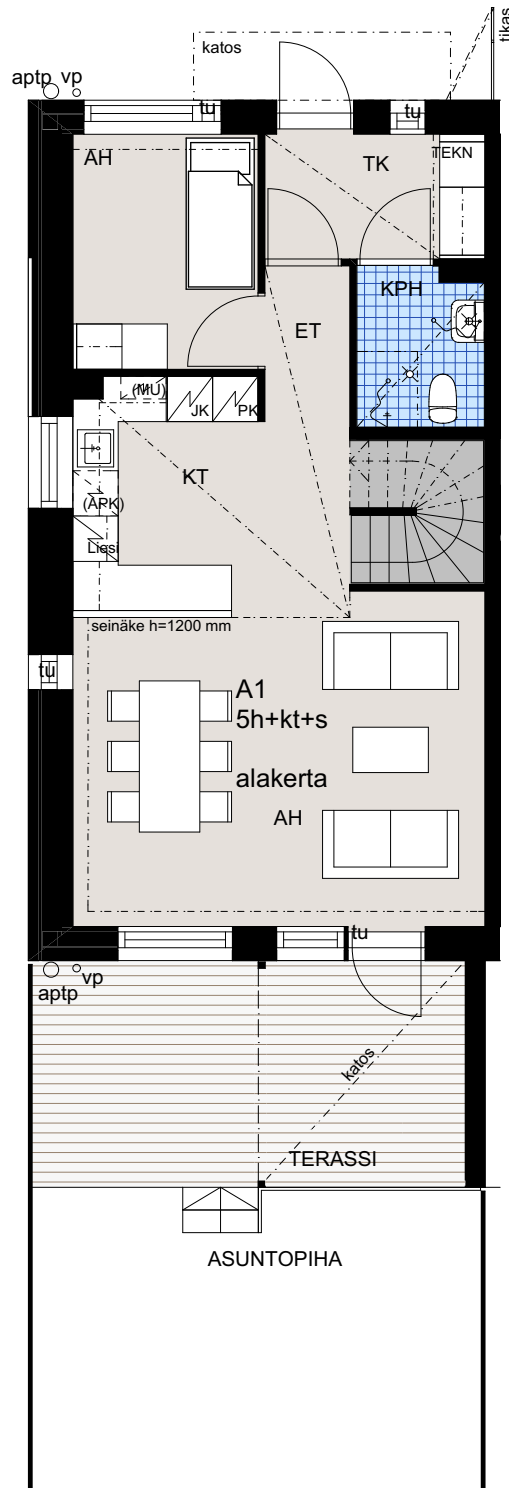 katos
tikas
aptp
vp
tu
tu
AH
TK
TEKN
KPH
ET
(MU)
JK
PK
KT
(APK)
Liesi
seinäke h=1200 mm
tu
A1
5h+kt+s
alakerta
AH
tu
aptp
vp
katos
TERASSI
ASUNTOPIHA